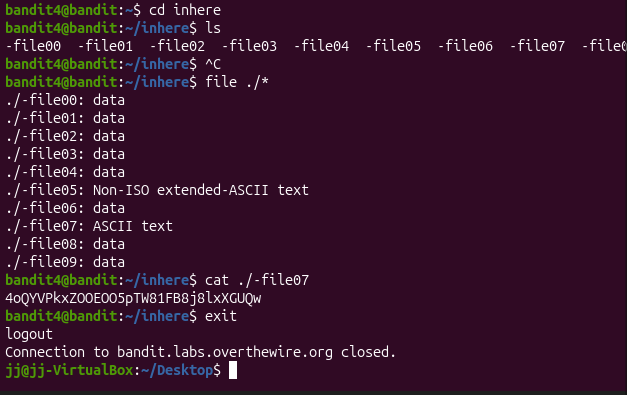 bandit4@bandit:~$ cd inhere
bandit4@bandit:~/inhere$ ls
-file00  -file01  -file02  -file03  -file04  -file05  -file06  -file07  -file0
bandit4@bandit:~/inhere$ ^C
bandit4@bandit:~/inhere$ file ./*
./-file00: data
./-file01: data
./-file02: data
./-file03: data
./-file04: data
./-file05: Non-ISO extended-ASCII text
./-file06: data
./-file07: ASCII text
./-file08: data
./-file09: data
bandit4@bandit:~/inhere$ cat ./-file07
4oQYVPkxZOOEOO5pTW81FB8j8lxXGUQw
bandit4@bandit:~/inhere$ exit
logout
Connection to bandit.labs.overthewire.org closed.
jj@jj-VirtualBox:~/Desktop$